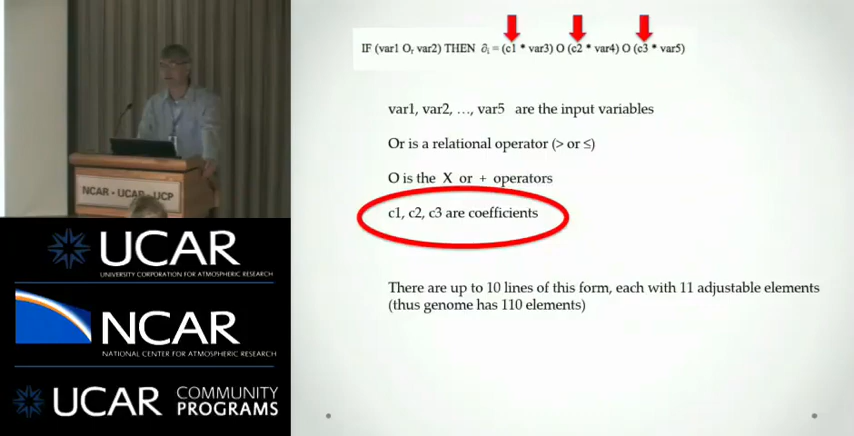 IF (var1 Or var2) THEN ∂i = (c1 * var3) O (c2 * var4) O (c3 * var5)
var1, var2, …, var5 are the input variables
Or is a relational operator (> or ≤)
O is the X or + operators
c1, c2, c3 are coefficients
There are up to 10 lines of this form, each with 11 adjustable elements
(thus genome has 110 elements)
NCAR • UCAR • UCP
UCAR
UNIVERSITY CORPORATION FOR ATMOSPHERIC RESEARCH
NCAR
NATIONAL CENTER FOR ATMOSPHERIC RESEARCH
UCAR COMMUNITY
PROGRAMS